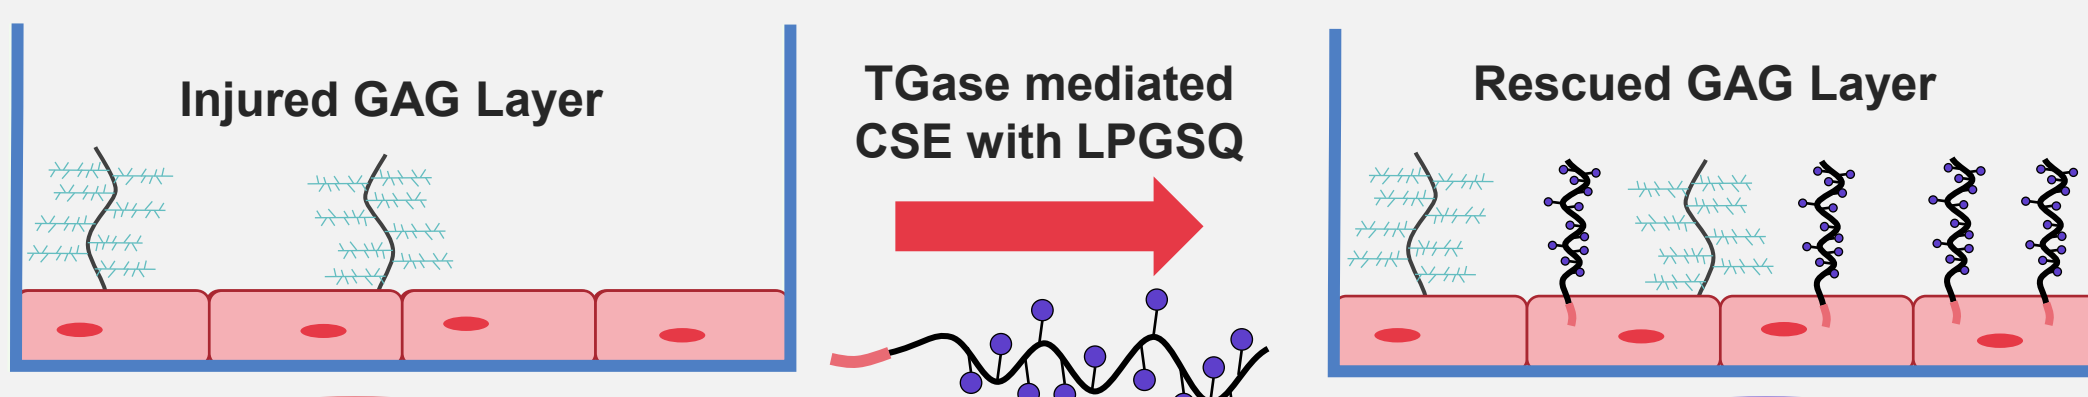 Injured GAG Layer
TGase mediated
CSE with LPGSQ
Rescued GAG Layer